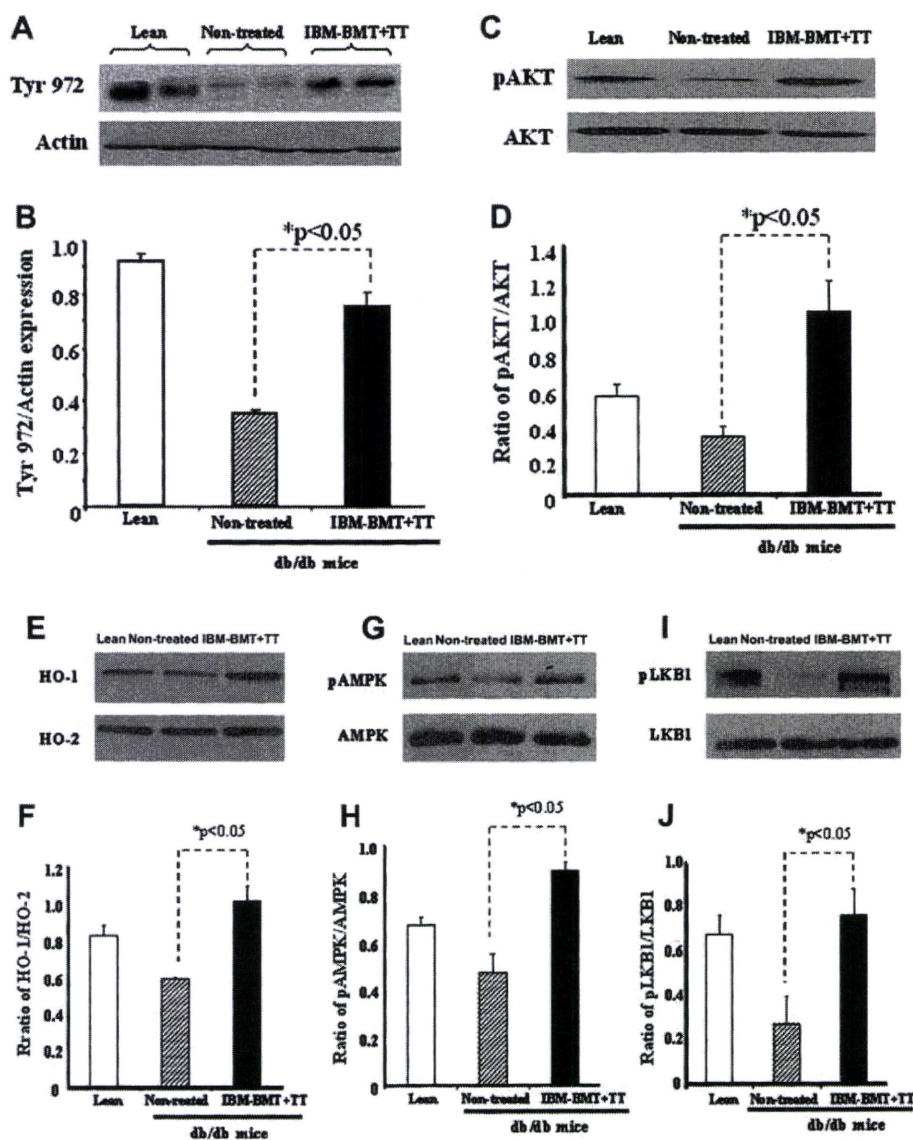 A
Lean Non-treated IBM-BMT+TT
Tyr 972
Actin
C
Lean Non-treated IBM-BMT+TT
pAKT
AKT
B
*p<0.05
Tyr 972/Actin expression
1.0
0.8
0.6
0.4
0.2
0
Lean Non-treated IBM-BMT+TT
db/db mice
D
*p<0.05
Ratio of pAKT/AKT
1.4
1.2
1.0
0.6
0.4
0.2
0
Lean Non-treated IBM-BMT+TT
db/db mice
E
Lean Non-treated IBM-BMT+TT
HO-1
HO-2
G
Lean Non-treated IBM-BMT+TT
pAMPK
AMPK
I
Lean Non-treated IBM-BMT+TT
pLKB1
LKB1
F
*p<0.05
Rratio of HO-1/HO-2
1.2
1.0
0.8
0.6
0.4
0.2
0
Lean Non-reated IBM-BMT+TT
db/db mice
H
*p<0.05
Ratio of pAMPK/AMPK
1.0
0.8
0.6
0.4
0.2
0
Lean Non-treated IBM-BMT+TT
db/db mice
J
*p<0.05
Ratio of pLKB1/LKB1
1.0
0.8
0.6
0.4
0.2
0
Lean Non-treated IBM-BMT+TT
db/db mice